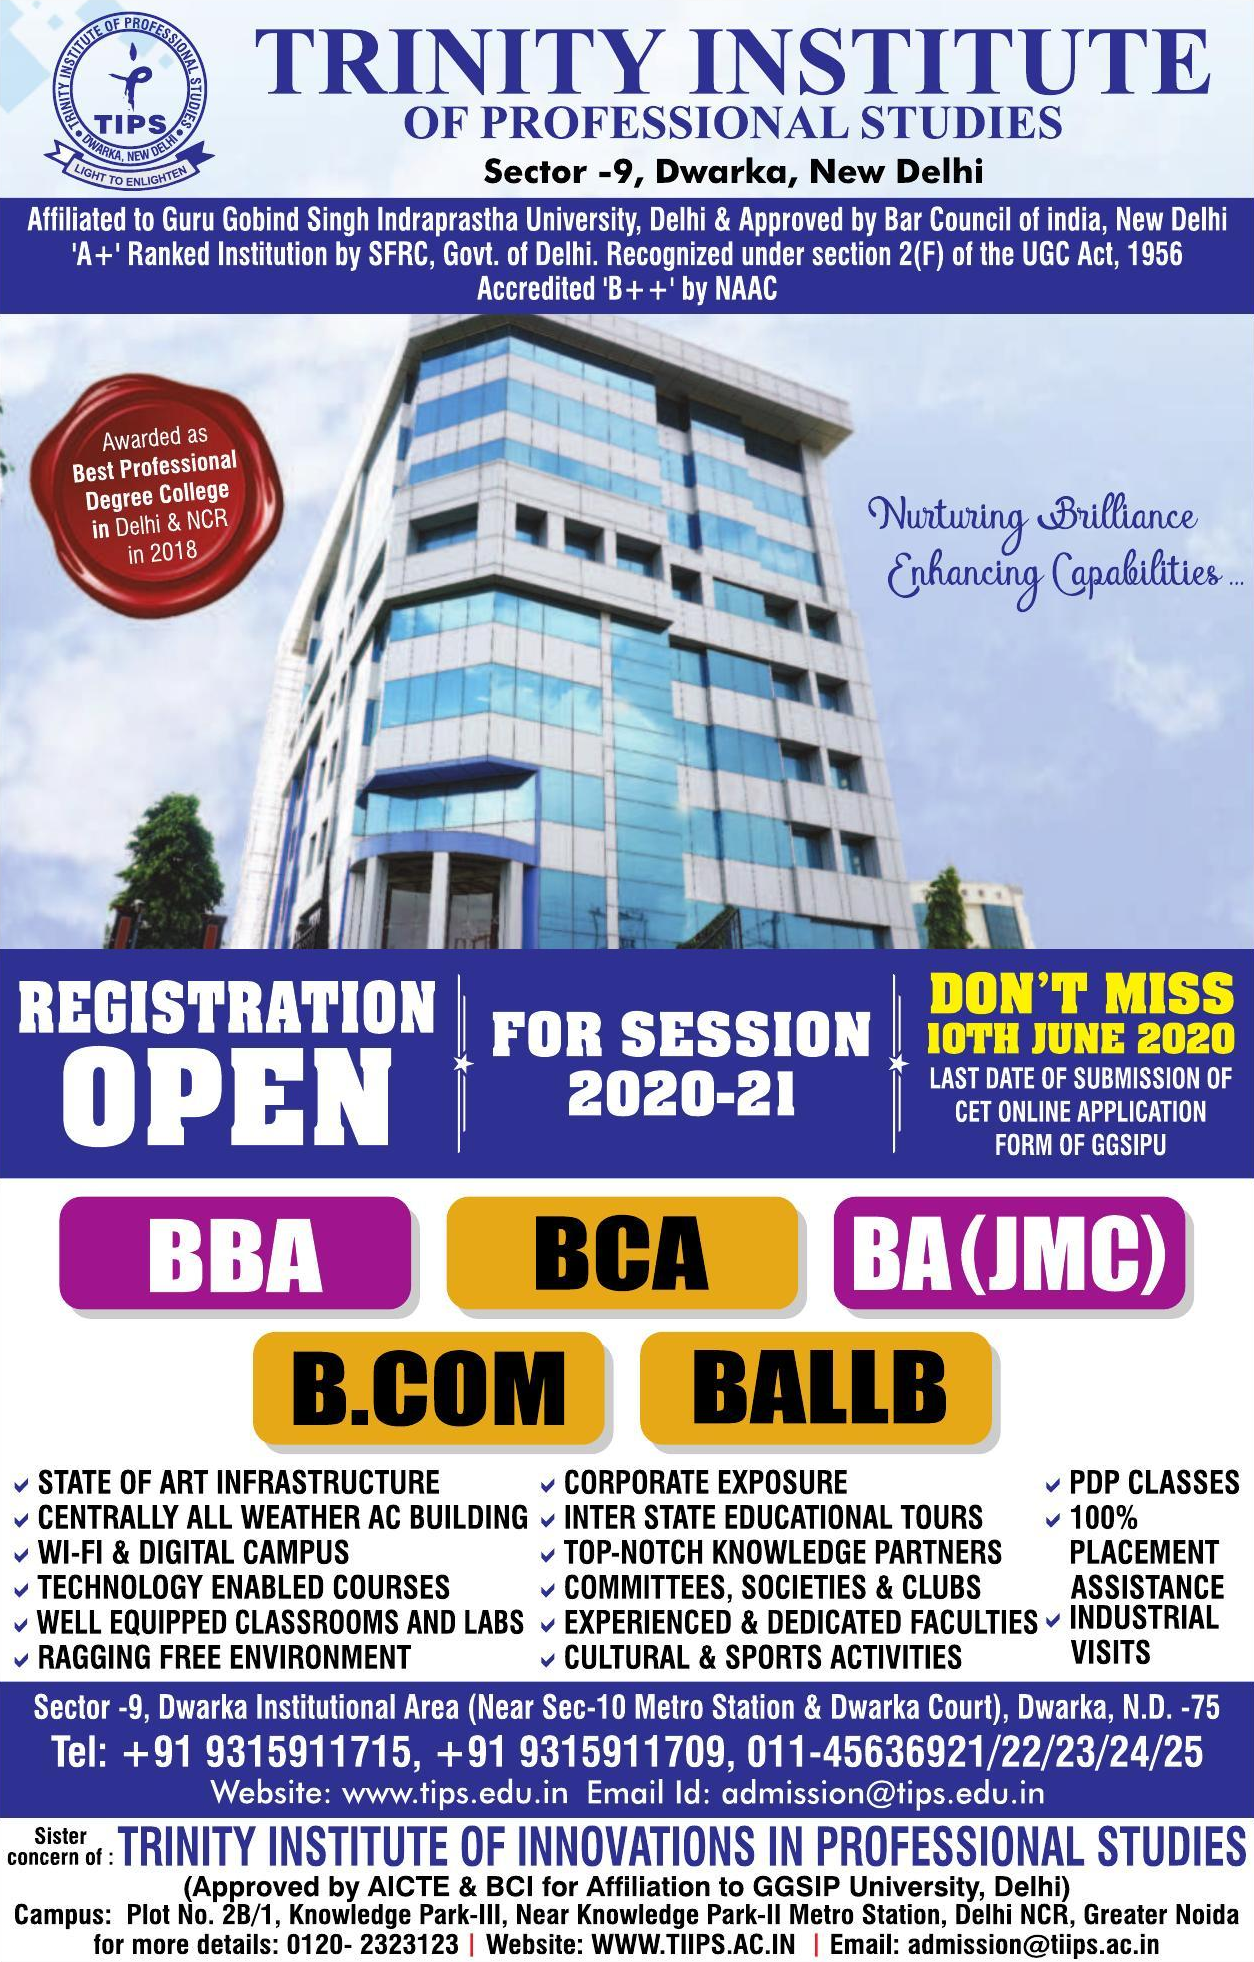 TRINITY INSTITUTE OF PROFESSIONAL STUDIES
TIPS
DWARKA, NEW DELHI
LIGHT TO ENLIGHTEN
TRINITY INSTITUTE
OF PROFESSIONAL STUDIES
Sector -9, Dwarka, New Delhi
Affiliated to Guru Gobind Singh Indraprastha University, Delhi & Approved by Bar Council of india, New Delhi
'A+' Ranked Institution by SFRC, Govt. of Delhi. Recognized under section 2(F) of the UGC Act, 1956
Accredited 'B++' by NAAC
Awarded as
Best Professional
Degree College
in Delhi & NCR
in 2018
Nurturing Brilliance
Enhancing Capabilities ...
REGISTRATION
OPEN
FOR SESSION
2020-21
DON'T MISS
10TH JUNE 2020
LAST DATE OF SUBMISSION OF
CET ONLINE APPLICATION
FORM OF GGSIPU
BBA
BCA
BA(JMC)
B.COM
BALLB
STATE OF ART INFRASTRUCTURE
CENTRALLY ALL WEATHER AC BUILDING
WI-FI & DIGITAL CAMPUS
TECHNOLOGY ENABLED COURSES
WELL EQUIPPED CLASSROOMS AND LABS
RAGGING FREE ENVIRONMENT
CORPORATE EXPOSURE
INTER STATE EDUCATIONAL TOURS
TOP-NOTCH KNOWLEDGE PARTNERS
COMMITTEES, SOCIETIES & CLUBS
EXPERIENCED & DEDICATED FACULTIES
CULTURAL & SPORTS ACTIVITIES
PDP CLASSES
100%
PLACEMENT
ASSISTANCE
INDUSTRIAL
VISITS
Sector -9, Dwarka Institutional Area (Near Sec-10 Metro Station & Dwarka Court), Dwarka, N.D. -75
Tel: +91 9315911715, +91 9315911709, 011-45636921/22/23/24/25
Website: www.tips.edu.in Email Id: admission@tips.edu.in
Sister
concern of : TRINITY INSTITUTE OF INNOVATIONS IN PROFESSIONAL STUDIES
(Approved by AICTE & BCI for Affiliation to GGSIP University, Delhi)
Campus: Plot No. 2B/1, Knowledge Park-III, Near Knowledge Park-II Metro Station, Delhi NCR, Greater Noida
for more details: 0120- 2323123 | Website: WWW.TIIPS.AC.IN | Email: admission@tiips.ac.in